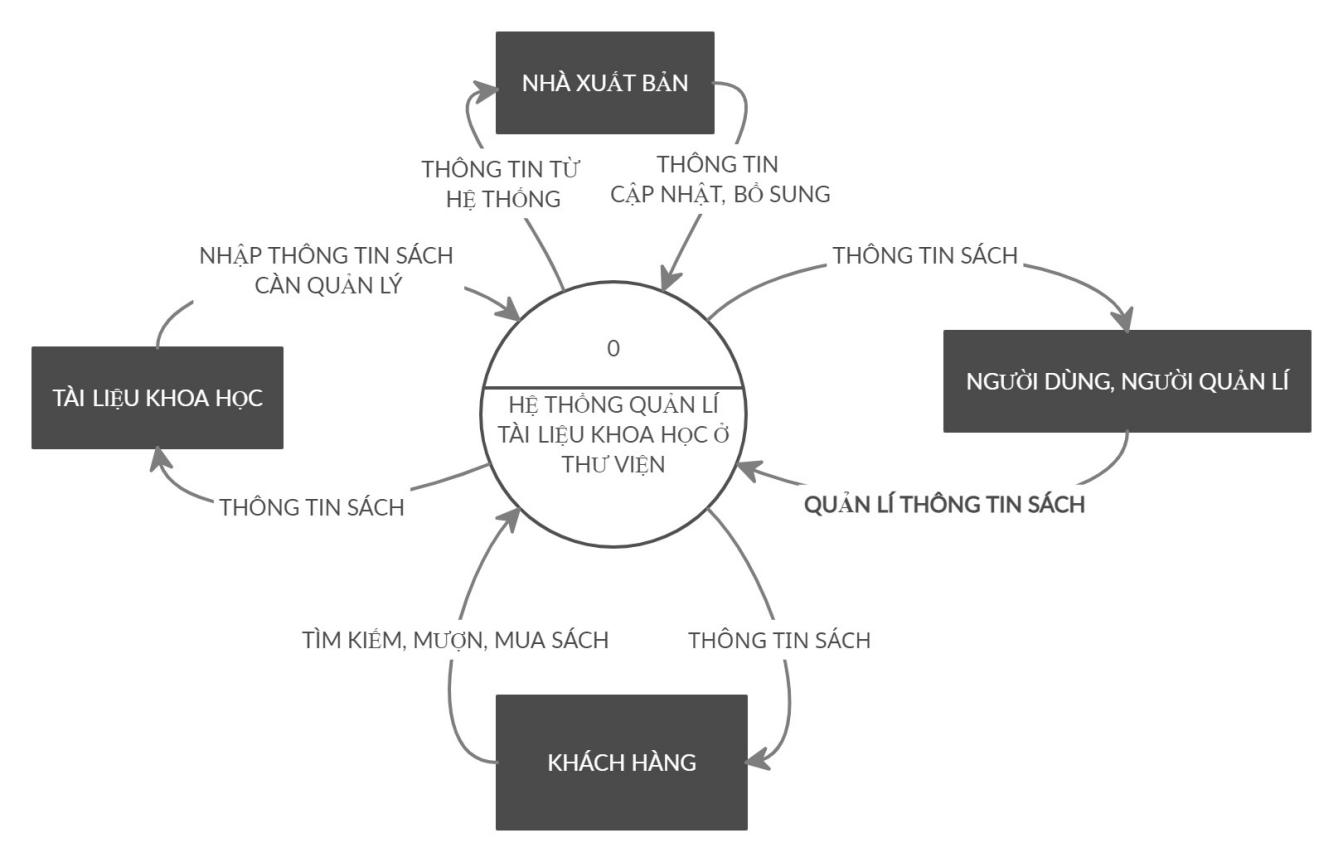 NHÀ XUẤT BẢN
THÔNG TIN TỪ
HỆ THỐNG
THÔNG TIN
CẬP NHẬT, BỔ SUNG
NHẬP THÔNG TIN SÁCH
CÀN QUẢN LÝ
THÔNG TIN SÁCH
0
HỆ THỐNG QUẢN LÍ
TÀI LIỆU KHOA HỌC Ở
THƯ VIỆN
TÀI LIỆU KHOA HỌC
NGƯỜI DÙNG, NGƯỜI QUẢN LÍ
THÔNG TIN SÁCH
QUẢN LÍ THÔNG TIN SÁCH
TÌM KIẾM, MƯỢN, MUA SÁCH
THÔNG TIN SÁCH
KHÁCH HÀNG